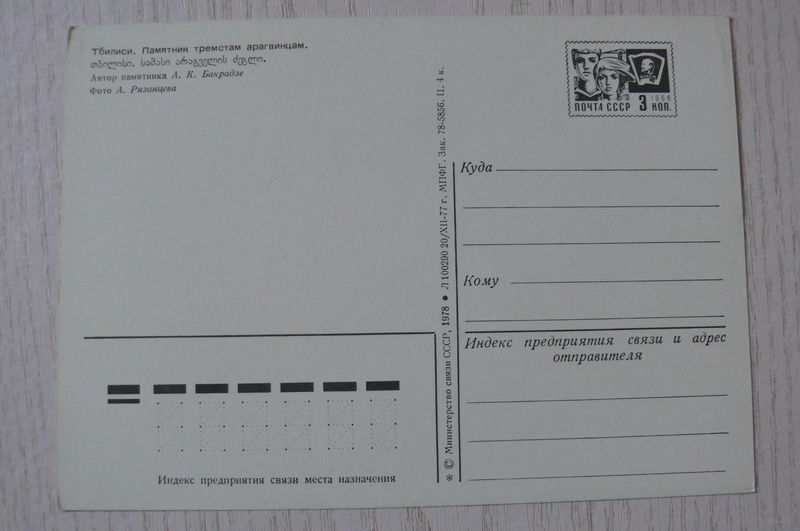 Тбилиси. Памятник тремстам арагвинцам.
თბილისი. სამასი არაგველის ძეგლი.
Автор памятника А. К. Бакрадзе
Фото А. Рязанцева
ПОЧТА СССР 3 1966 КОП.
Куда
Кому
Индекс предприятия связи и адрес
отправителя
* © Министерство связи СССР, 1978 ● Л 100290 20/XII-77 г. МПФГ. Зак. 78-5856. Ц. 4 к.
Индекс предприятия связи места назначения